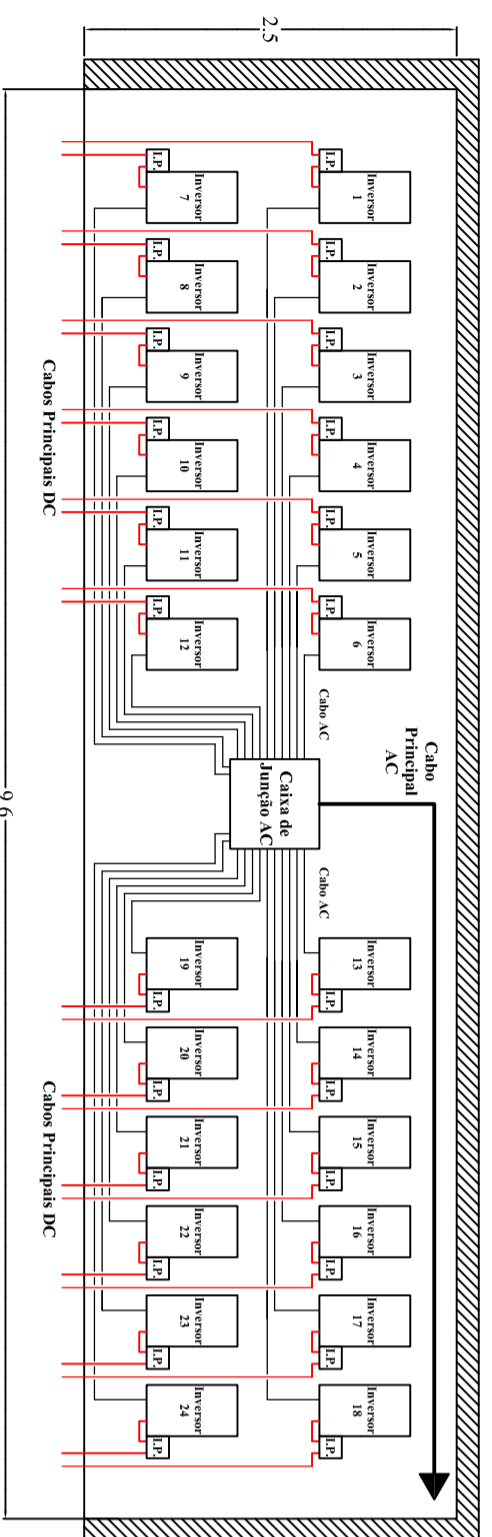 2.5
9.6
Cabo
Principal
AC
I.P.
Inversor
1
I.P.
Inversor
2
I.P.
Inversor
3
I.P.
Inversor
4
I.P.
Inversor
5
I.P.
Inversor
6
Cabo AC
Cabo AC
Inversor
13
I.P.
Inversor
14
I.P.
Inversor
15
I.P.
Inversor
16
I.P.
Inversor
17
I.P.
Inversor
18
I.P.
Caixa de
Junção AC
I.P.
Inversor
7
I.P.
Inversor
8
I.P.
Inversor
9
I.P.
Inversor
10
I.P.
Inversor
11
I.P.
Inversor
12
Inversor
19
I.P.
Inversor
20
I.P.
Inversor
21
I.P.
Inversor
22
I.P.
Inversor
23
I.P.
Inversor
24
I.P.
Cabos Principais DC
Cabos Principais DC